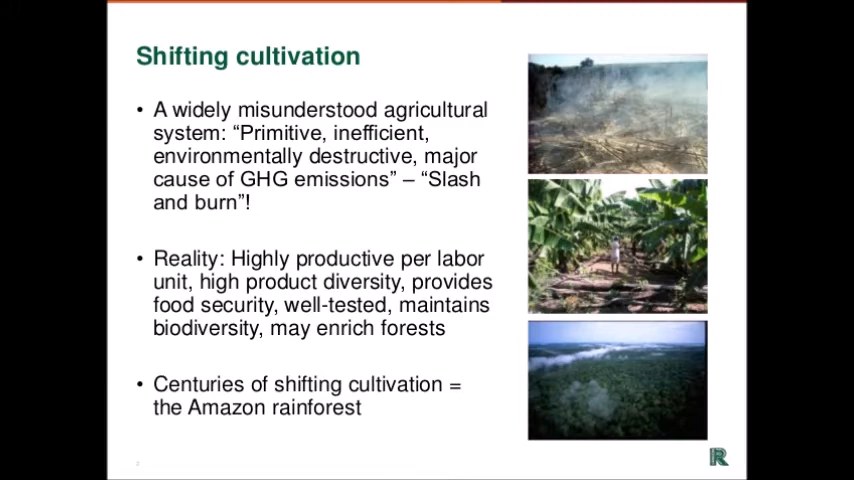 Shifting cultivation
• A widely misunderstood agricultural
system: “Primitive, inefficient,
environmentally destructive, major
cause of GHG emissions” – “Slash
and burn”!
• Reality: Highly productive per labor
unit, high product diversity, provides
food security, well-tested, maintains
biodiversity, may enrich forests
• Centuries of shifting cultivation =
the Amazon rainforest
2
R